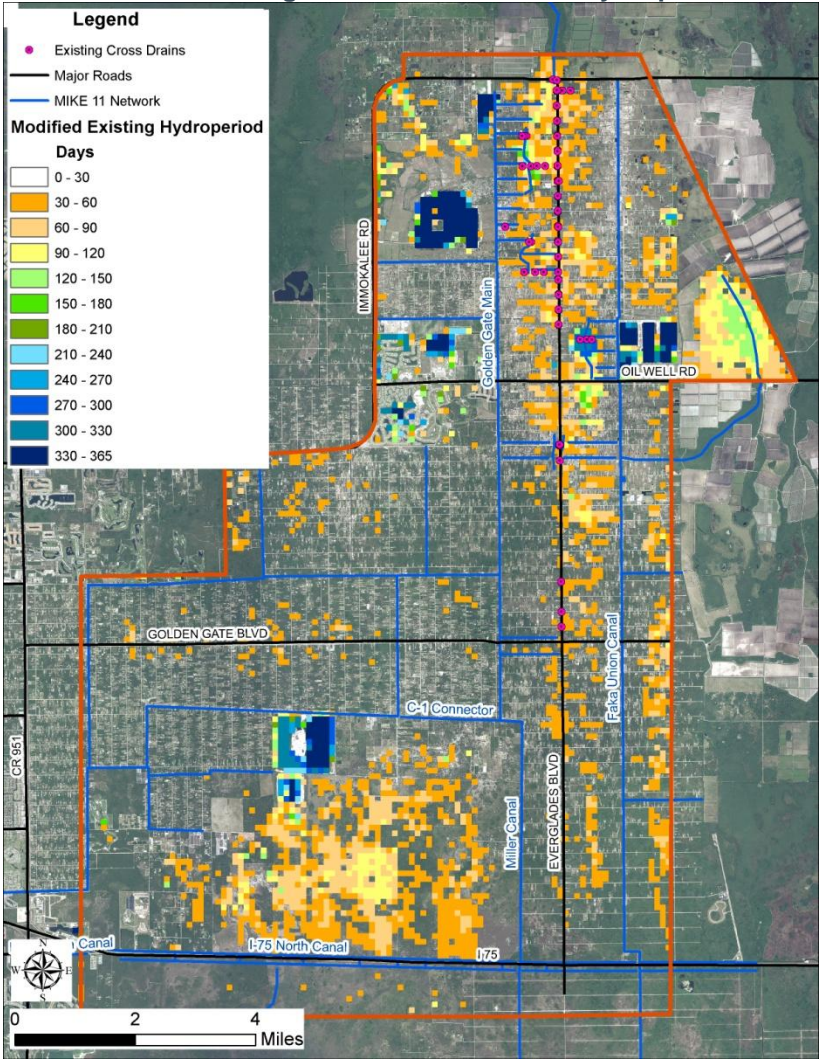 Legend
Existing Cross Drains
Major Roads
MIKE 11 Network
Modified Existing Hydroperiod
Days
0 - 30
30 - 60
60 - 90
90 - 120
120 - 150
150 - 180
180 - 210
210 - 240
240 - 270
270 - 300
300 - 330
330 - 365
IMMOKALEE RD
Golden Gate Main
OIL WELL RD
GOLDEN GATE BLVD
Faka Union Canal
C-1 Connector
CR 951
Miller Canal
EVERGLADES BLVD
Canal
I-75 North Canal
I 75
N
W E
S
0 2 4
Miles